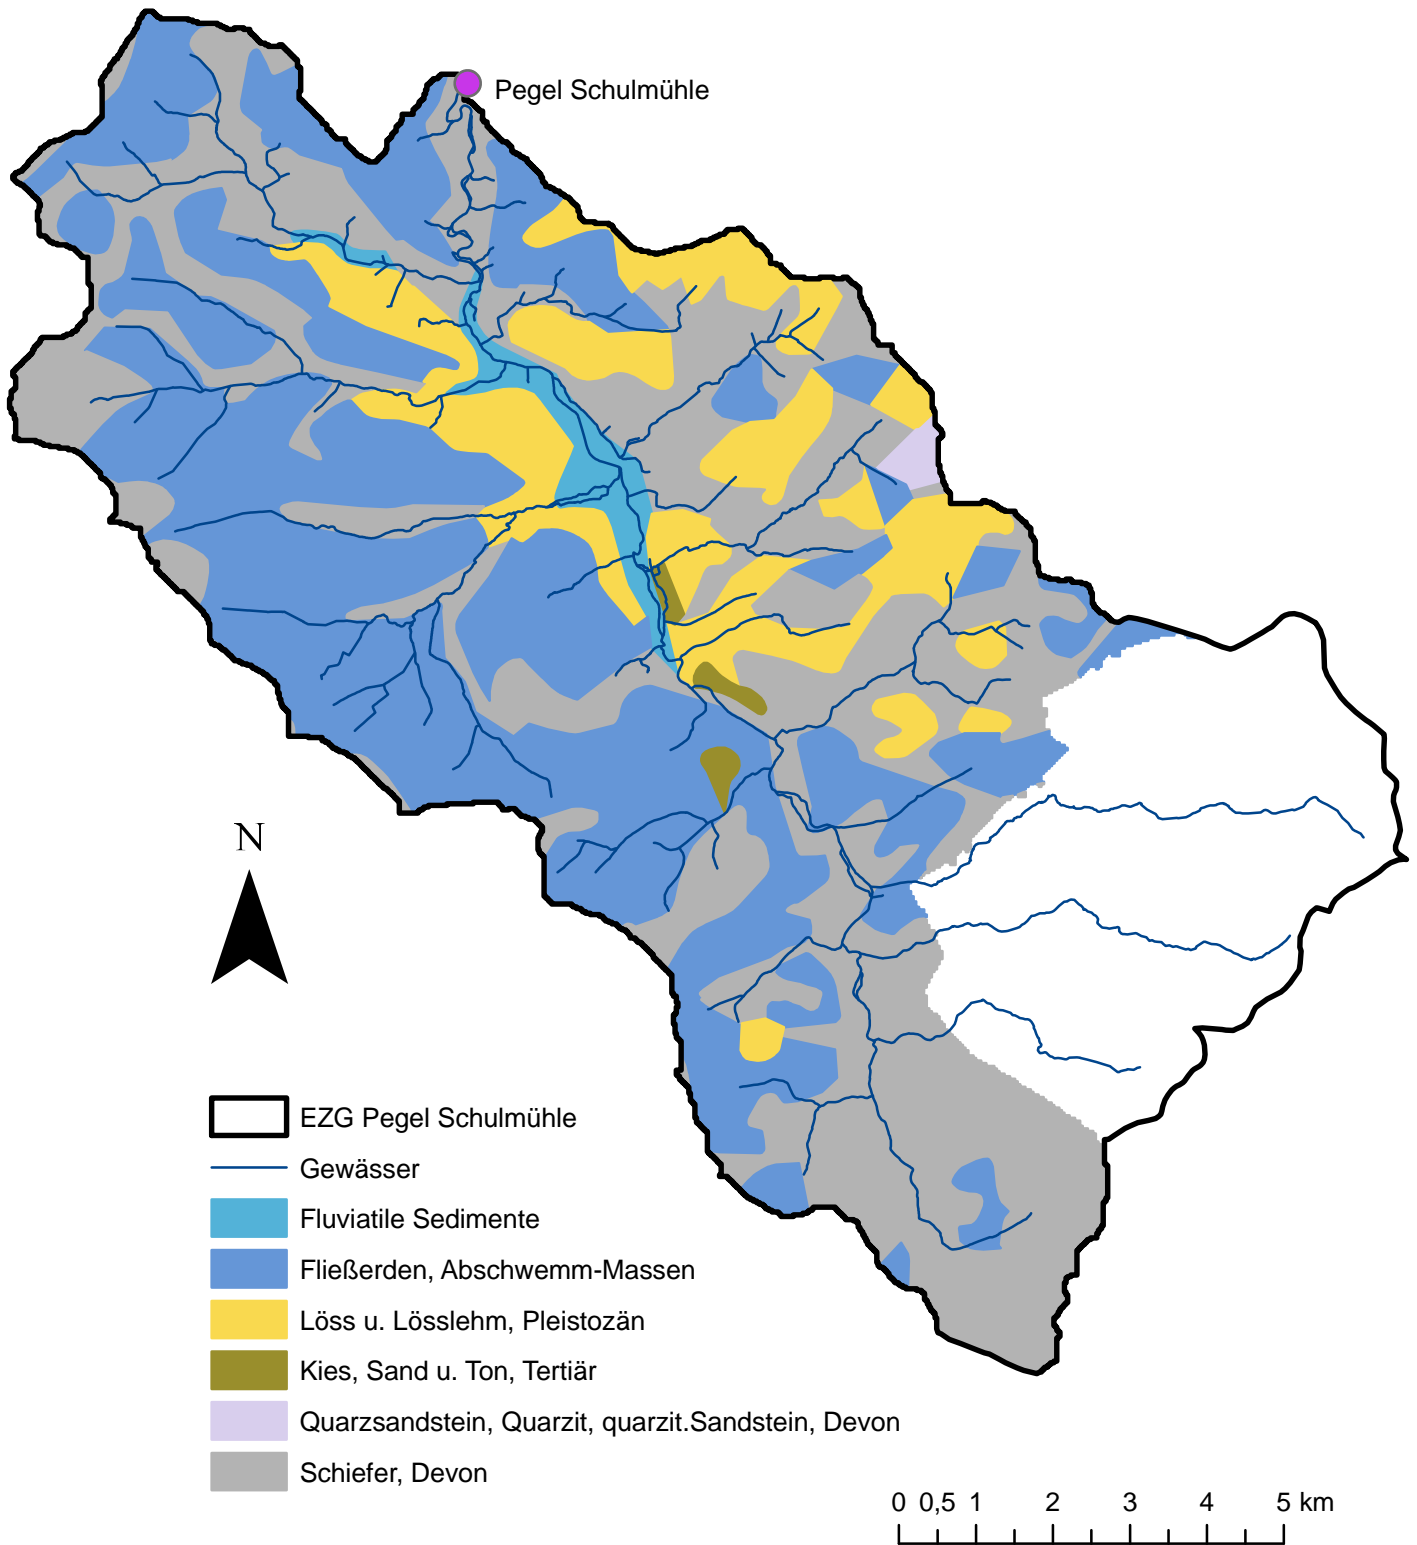 Pegel Schulmühle
N
EZG Pegel Schulmühle
Gewässer
Fluviatile Sedimente
Fließerden, Abschwemm-Massen
Löss u. Lösslehm, Pleistozän
Kies, Sand u. Ton, Tertiär
Quarzsandstein, Quarzit, quarzit.Sandstein, Devon
Schiefer, Devon
0 0,5 1 2 3 4 5 km